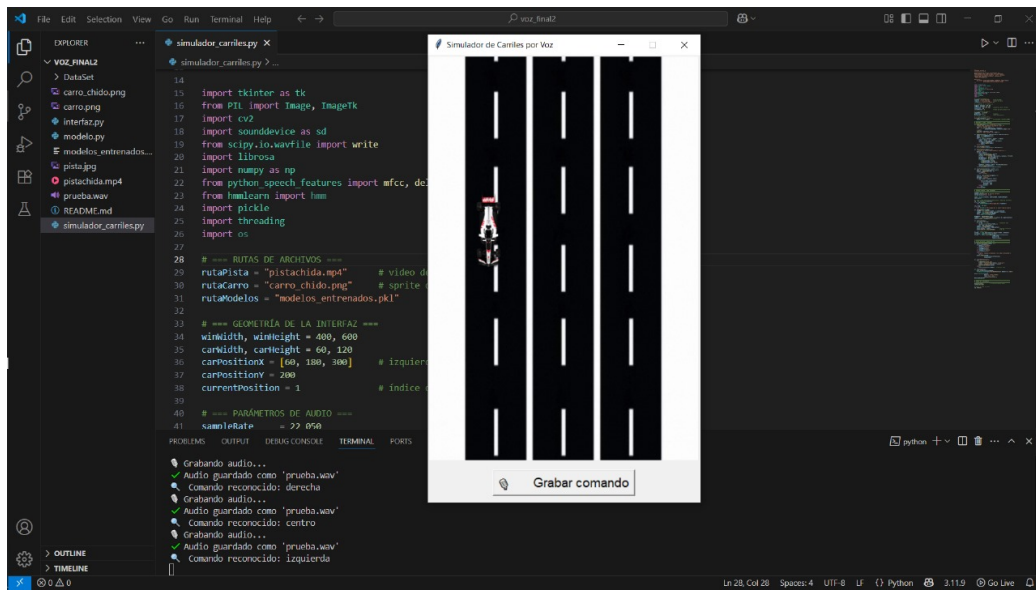 File Edit Selection View Go Run Terminal Help
voz_final2
EXPLORER
simulador_carriles.py
VOZ_FINAL2
simulador_carriles.py > ...
DataSet
carro_chido.png
carro.png
interfaz.py
modelo.py
modelos_entrenados....
pista.jpg
pistachida.mp4
prueba.wav
README.md
simulador_carriles.py
14
15 import tkinter as tk
16 from PIL import Image, ImageTk
17 import cv2
18 import sounddevice as sd
19 from scipy.io.wavfile import write
20 import librosa
21 import numpy as np
22 from python_speech_features import mfcc, del
23 from hmmlearn import hmm
24 import pickle
25 import threading
26 import os
27
28 # === RUTAS DE ARCHIVOS ===
29 rutaPista = "pistachida.mp4" # video de
30 rutaCarro = "carro_chido.png" # sprite
31 rutaModelos = "modelos_entrenados.pkl"
32
33 # === GEOMETRÍA DE LA INTERFAZ ===
34 winWidth, winHeight = 400, 600
35 carWidth, carHeight = 60, 120
36 carPositionX = [60, 180, 300] # izquier
37 carPositionY = 200
38 currentPosition = 1 # índice
39
40 # === PARÁMETROS DE AUDIO ===
41 sampleRate = 22_050
Simulador de Carriles por Voz
Grabar comando
PROBLEMS OUTPUT DEBUG CONSOLE TERMINAL PORTS
python
Grabando audio...
Audio guardado como 'prueba.wav'
Comando reconocido: derecha
Grabando audio...
Audio guardado como 'prueba.wav'
Comando reconocido: centro
Grabando audio...
Audio guardado como 'prueba.wav'
Comando reconocido: izquierda
OUTLINE
TIMELINE
0 0
Ln 28, Col 28 Spaces: 4 UTF-8 LF {} Python 3.11.9 Go Live